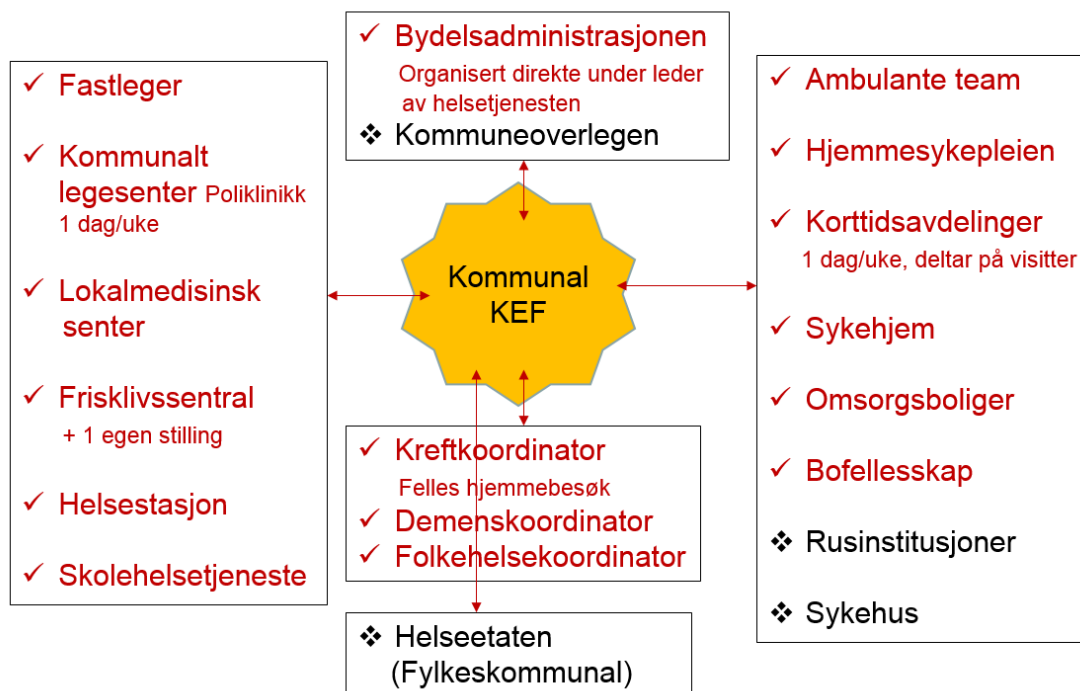 ✓ Fastleger
✓ Kommunalt
legesenter Poliklinikk
1 dag/uke
✓ Lokalmedisinsk
senter
✓ Frisklivssentral
+ 1 egen stilling
✓ Helsestasjon
✓ Skolehelsetjeneste
✓ Bydelsadministrasjonen
Organisert direkte under leder
av helsetjenesten
❖ Kommuneoverlegen
Kommunal
KEF
✓ Kreftkoordinator
Felles hjemmebesøk
✓ Demenskoordinator
✓ Folkehelsekoordinator
❖ Helseetaten
(Fylkeskommunal)
✓ Ambulante team
✓ Hjemmesykepleien
✓ Korttidsavdelinger
1 dag/uke, deltar på visitter
✓ Sykehjem
✓ Omsorgsboliger
✓ Bofellesskap
❖ Rusinstitusjoner
❖ Sykehus